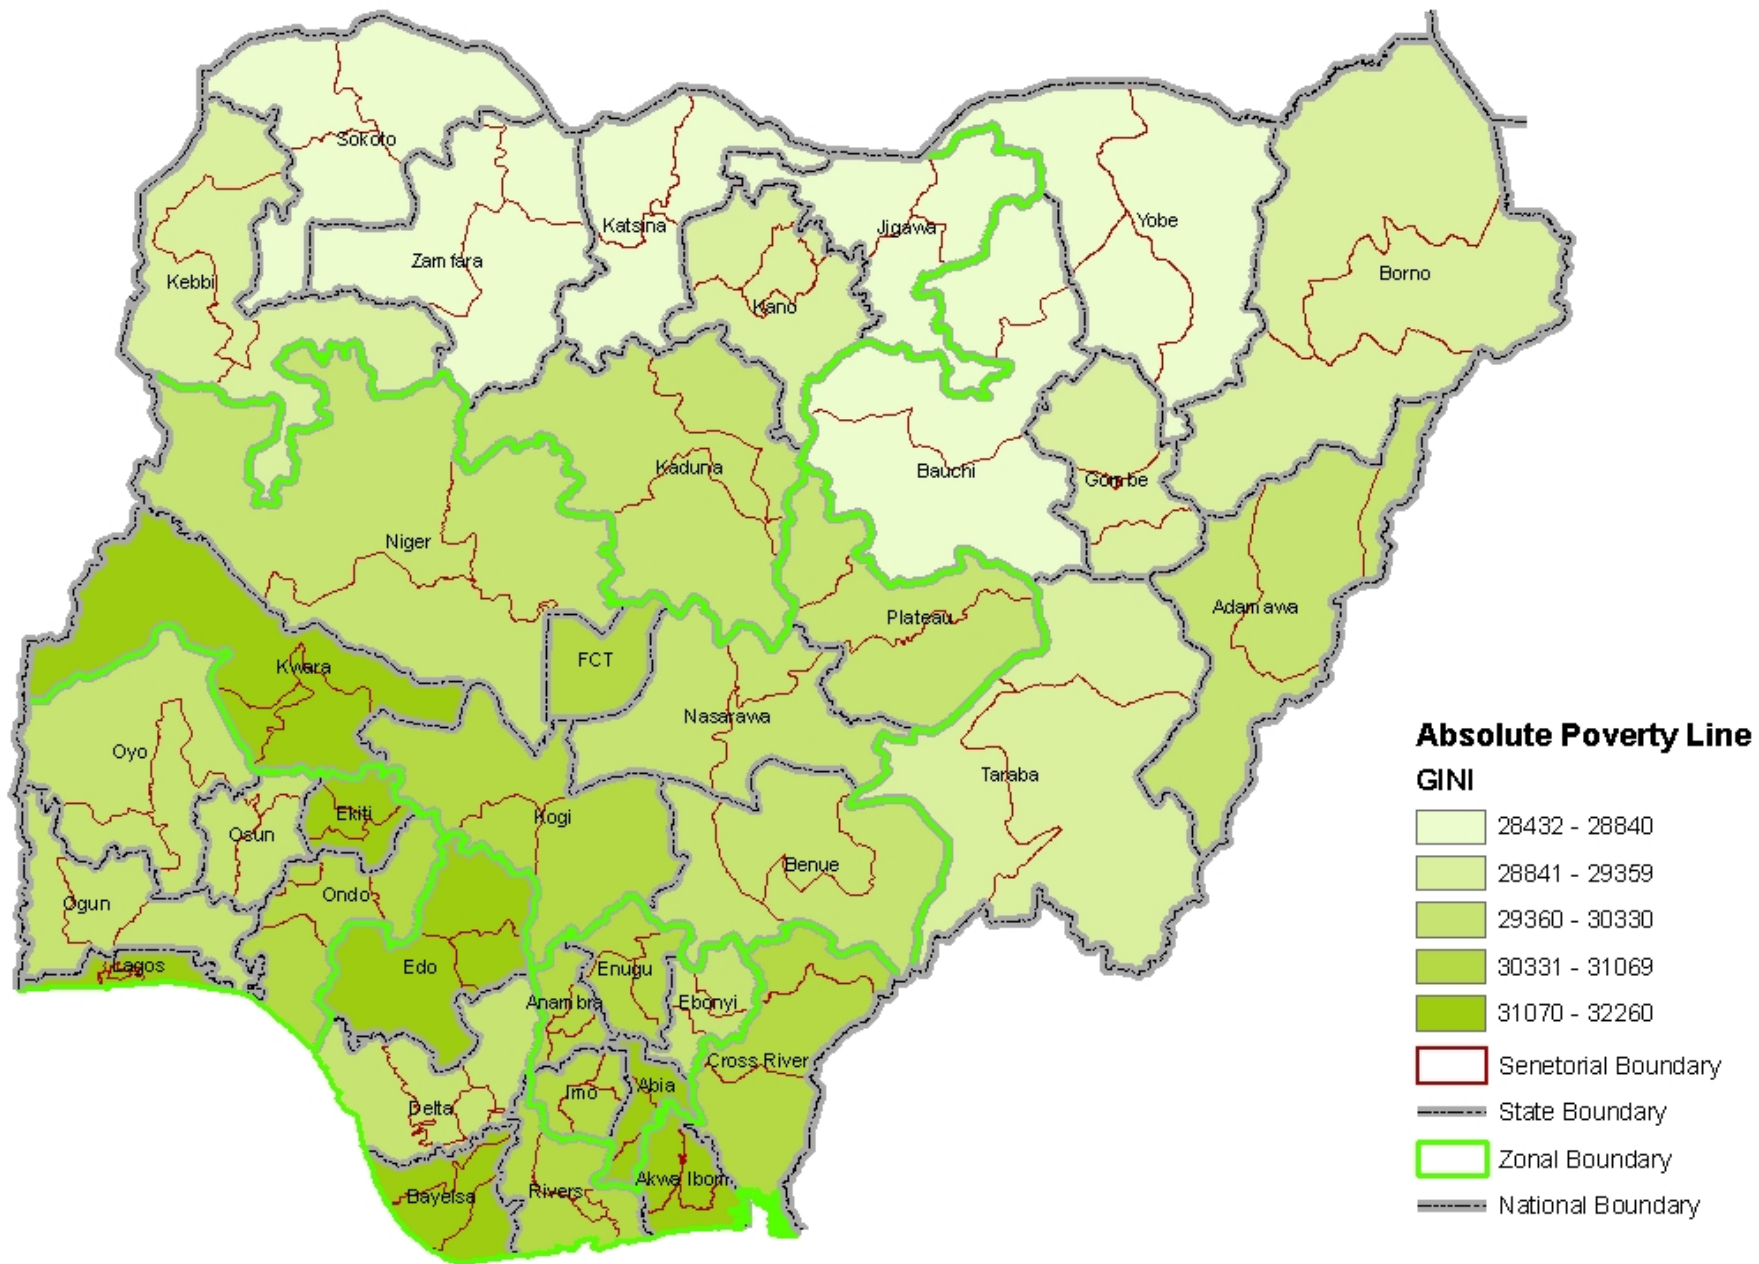 Sokoto
Zamfara
Katsina
Jigawa
Yobe
Borno
Kebbi
Kano
Kaduna
Bauchi
Gombe
Niger
Adamawa
Plateau
FCT
Kwara
Nasarawa
Oyo
Taraba
Ekiti
Osun
Kogi
Benue
Ondo
Ogun
Lagos
Edo
Enugu
Anambra
Ebonyi
Cross River
Imo
Abia
Delta
Rivers
Akwa Ibom
Bayelsa
Absolute Poverty Line
GINI
28432 - 28840
28841 - 29359
29360 - 30330
30331 - 31069
31070 - 32260
Senetorial Boundary
State Boundary
Zonal Boundary
National Boundary